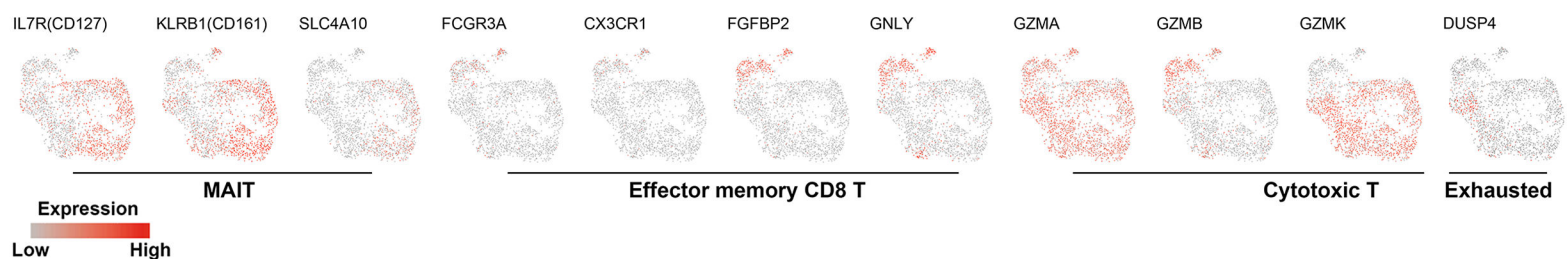 IL7R(CD127) KLRB1(CD161) SLC4A10 FCGR3A CX3CR1 FGFBP2 GNLY GZMA GZMB GZMK DUSP4
MAIT Effector memory CD8 T Cytotoxic T Exhausted
Expression
Low High